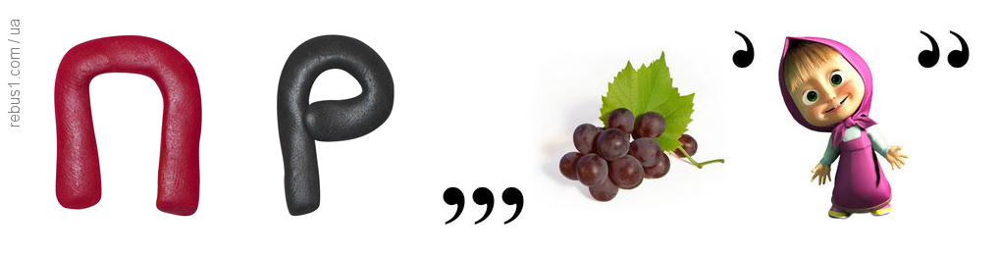 rebus1.com / ua
П Р ,,, , ,,